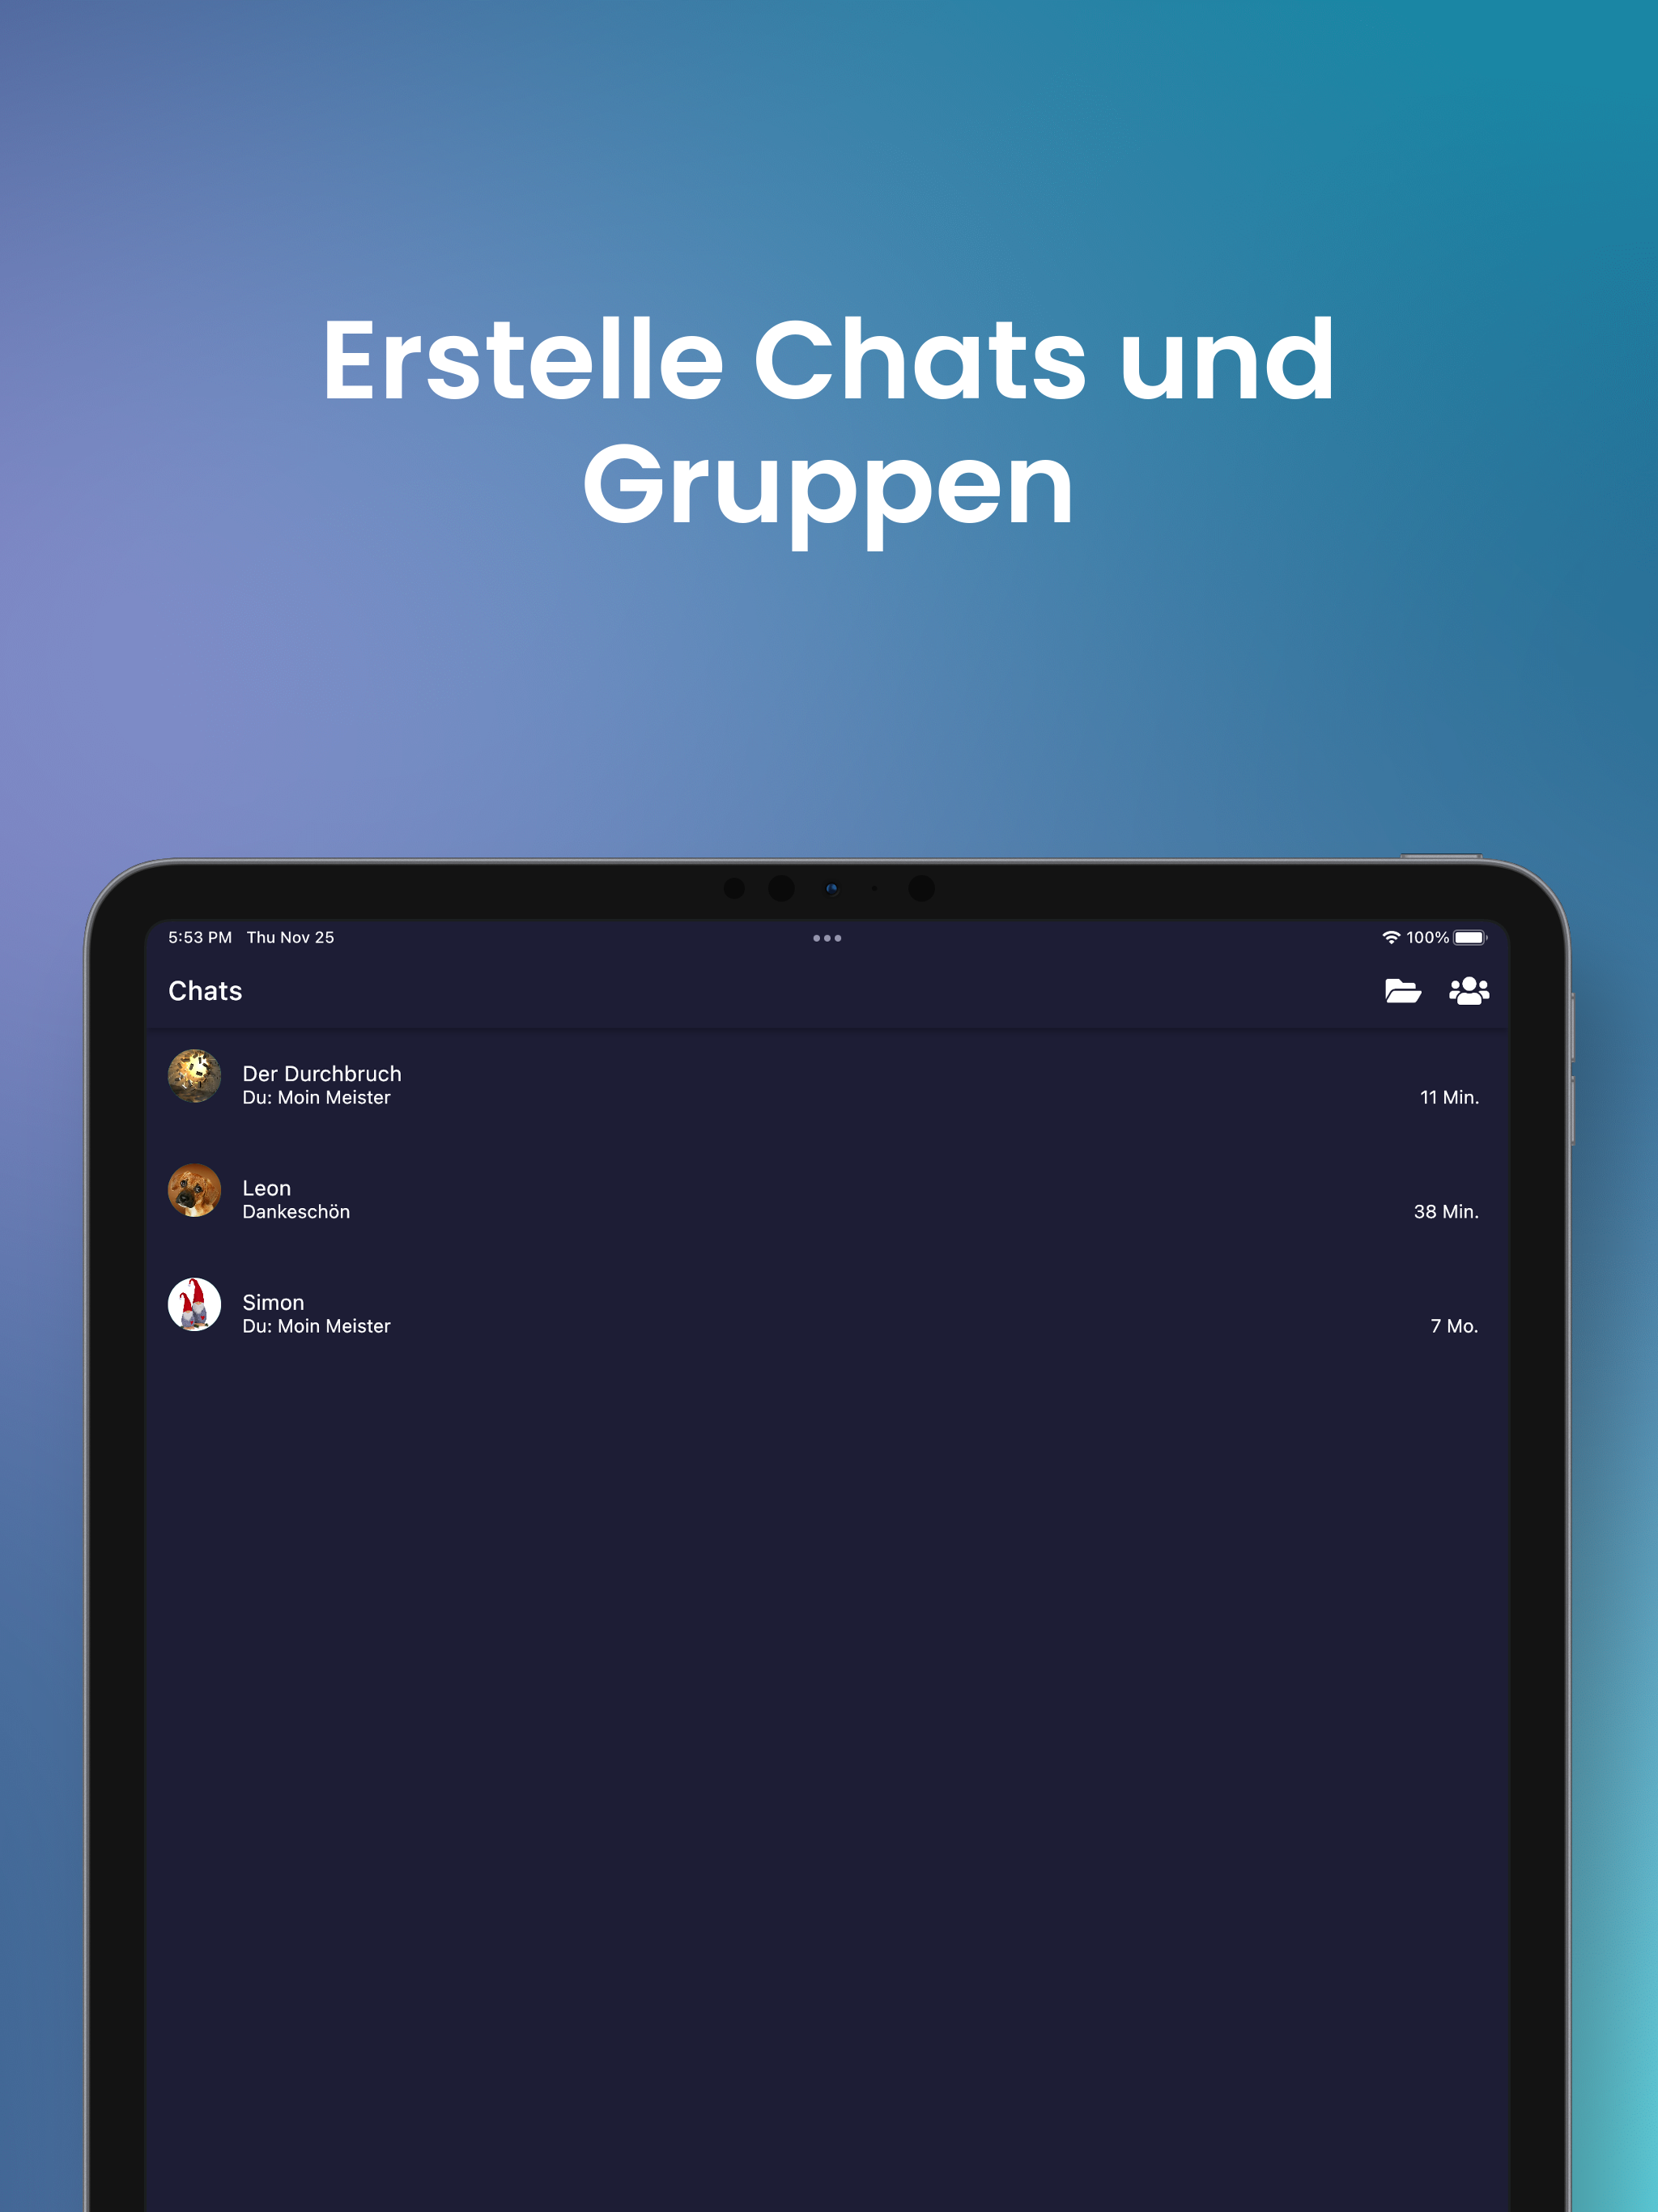 Erstelle Chats und
Gruppen
5:53 PM Thu Nov 25
100%
Chats
Der Durchbruch
Du: Moin Meister
11 Min.
Leon
Dankeschön
38 Min.
Simon
Du: Moin Meister
7 Mo.